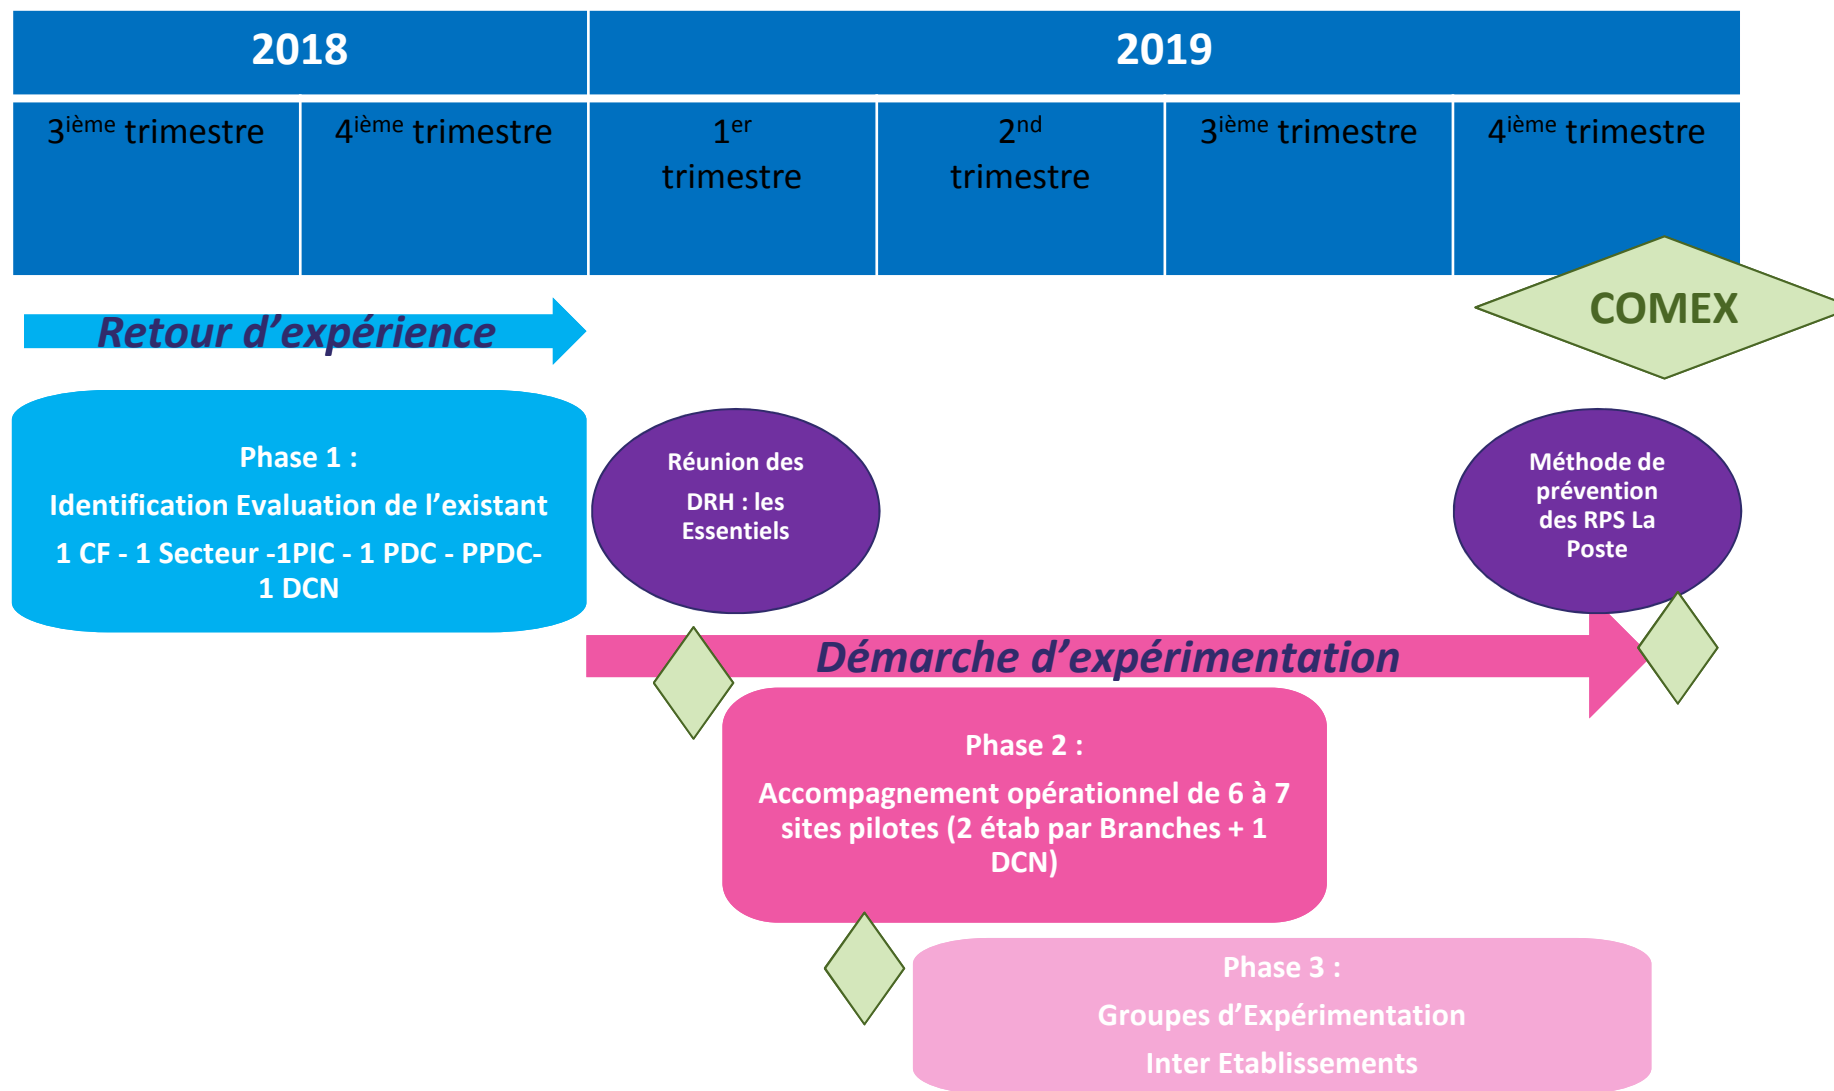 2018
2019
3ième trimestre
4ième trimestre
1er
trimestre
2nd
trimestre
3ième trimestre
4ième trimestre
COMEX
Retour d’expérience
Phase 1 :
Identification Evaluation de l’existant
1 CF - 1 Secteur -1PIC - 1 PDC - PPDC-
1 DCN
Réunion des
DRH : les
Essentiels
Méthode de
prévention
des RPS La
Poste
Démarche d’expérimentation
Phase 2 :
Accompagnement opérationnel de 6 à 7
sites pilotes (2 étab par Branches + 1
DCN)
Phase 3 :
Groupes d’Expérimentation
Inter Etablissements